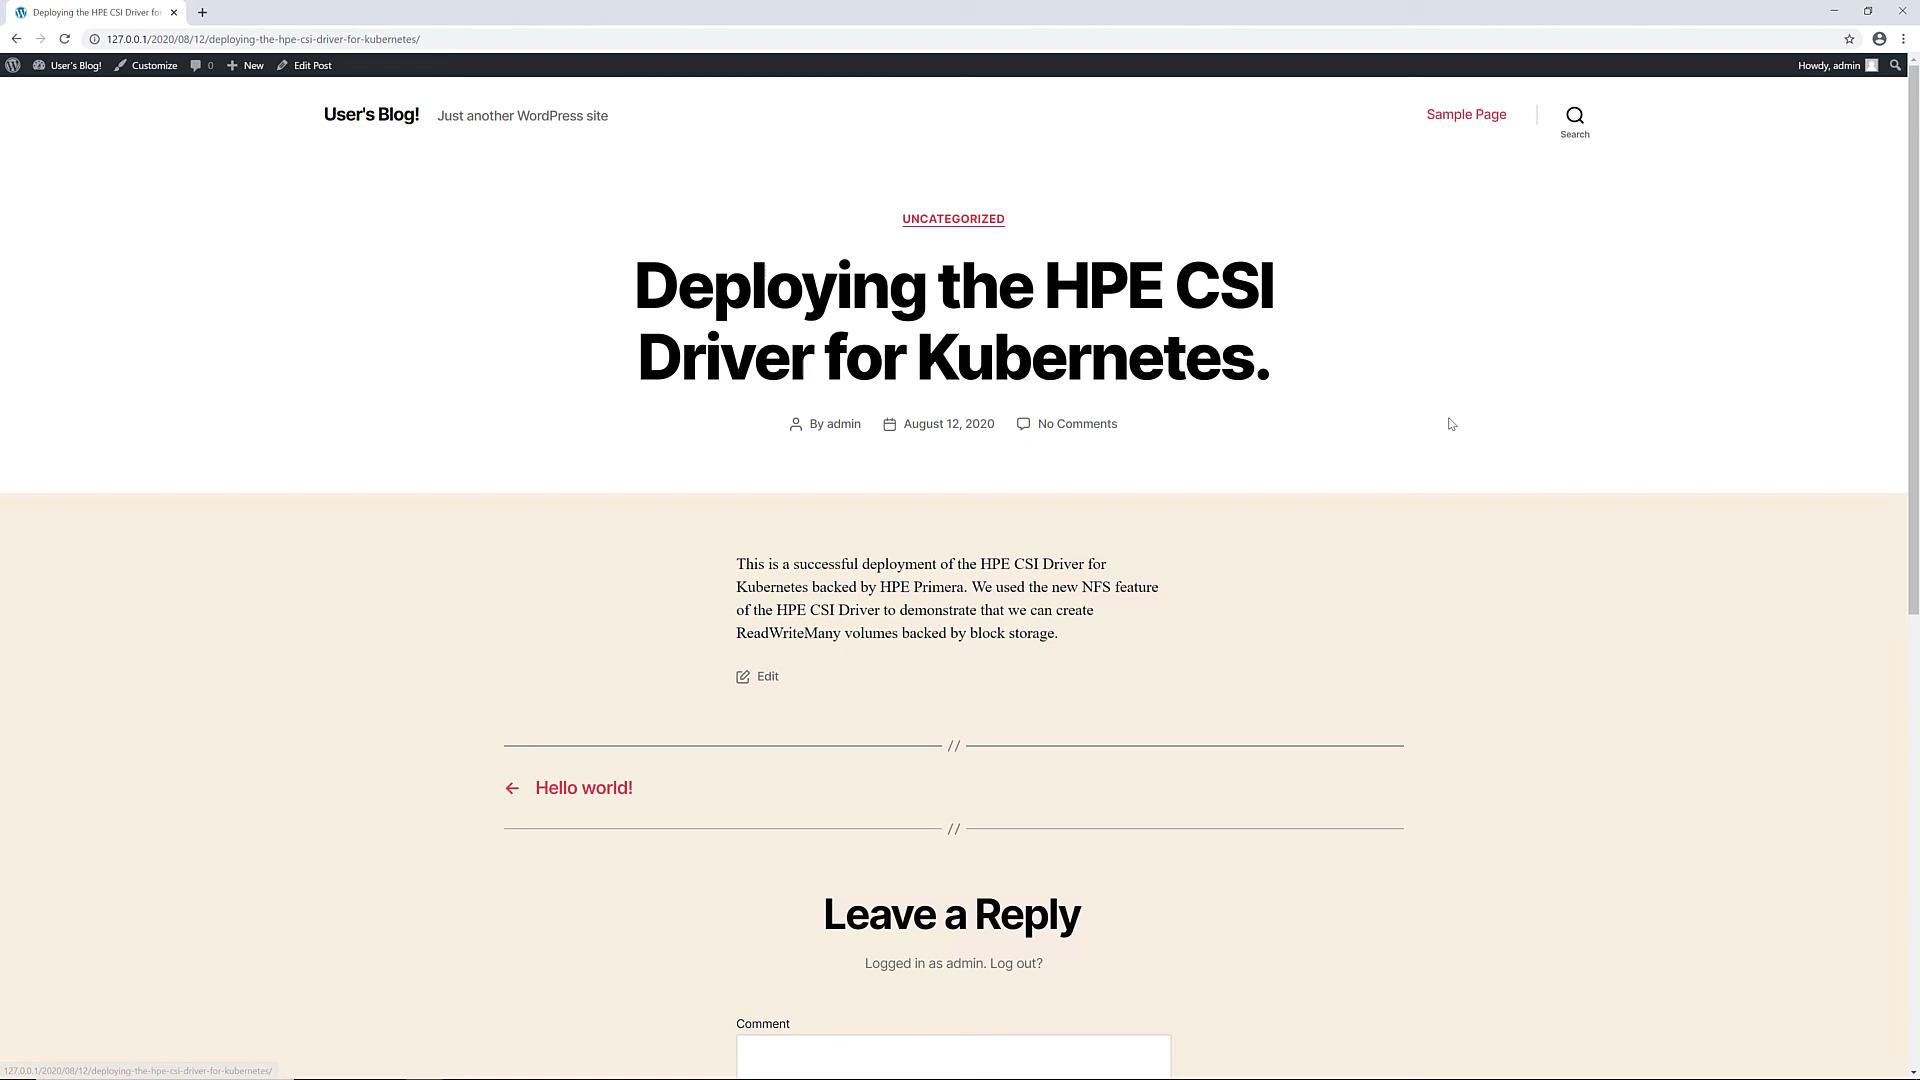 Deploying the HPE CSI Driver for
127.0.0.1/2020/08/12/deploying-the-hpe-csi-driver-for-kubernetes/
User's Blog! Customize 0 New Edit Post Howdy, admin
User's Blog! Just another WordPress site Sample Page
Search
UNCATEGORIZED
Deploying the HPE CSI
Driver for Kubernetes.
By admin August 12, 2020 No Comments
This is a successful deployment of the HPE CSI Driver for
Kubernetes backed by HPE Primera. We used the new NFS feature
of the HPE CSI Driver to demonstrate that we can create
ReadWriteMany volumes backed by block storage.
Edit
//
← Hello world!
//
Leave a Reply
Logged in as admin. Log out?
Comment
127.0.0.1/2020/08/12/deploying-the-hpe-csi-driver-for-kubernetes/